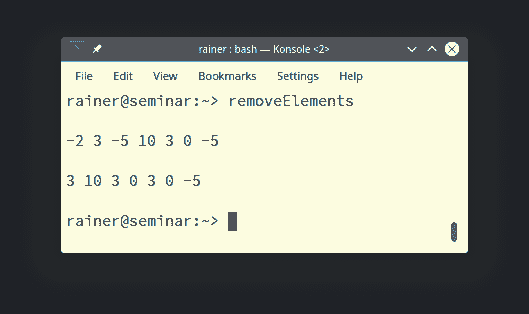 rainer : bash — Konsole <2>
File Edit View Bookmarks Settings Help
rainer@seminar:~> removeElements
-2 3 -5 10 3 0 -5
3 10 3 0 3 0 -5
rainer@seminar:~>